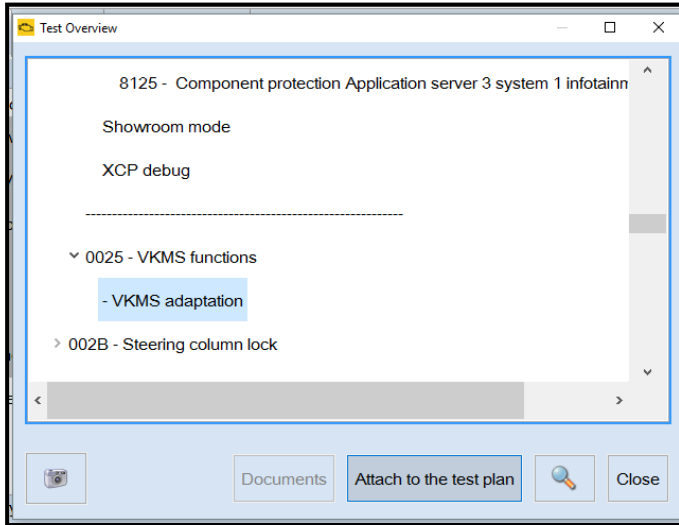 Test Overview
8125 - Component protection Application server 3 system 1 infotainm
Showroom mode
XCP debug
------------------------------------------------------------
0025 - VKMS functions
- VKMS adaptation
002B - Steering column lock
Documents
Attach to the test plan
Close